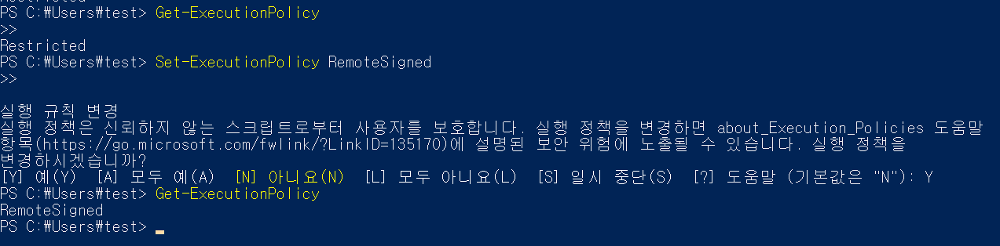 Restricted
PS C:\Users\test> Get-ExecutionPolicy
>>
Restricted
PS C:\Users\test> Set-ExecutionPolicy RemoteSigned
>>
실행 규칙 변경
실행 정책은 신뢰하지 않는 스크립트로부터 사용자를 보호합니다. 실행 정책을 변경하면 about_Execution_Policies 도움말
항목(https://go.microsoft.com/fwlink/?LinkID=135170)에 설명된 보안 위험에 노출될 수 있습니다. 실행 정책을
변경하시겠습니까?
[Y] 예(Y)  [A] 모두 예(A)  [N] 아니요(N)  [L] 모두 아니요(L)  [S] 일시 중단(S)  [?] 도움말 (기본값은 "N"): Y
PS C:\Users\test> Get-ExecutionPolicy
RemoteSigned
PS C:\Users\test>